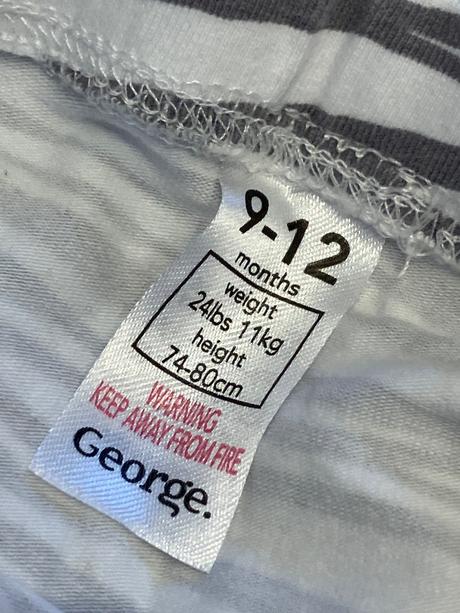 9-12
months
weight
24lbs 11kg
height
74-80cm
WARNING
KEEP AWAY FROM FIRE
George.